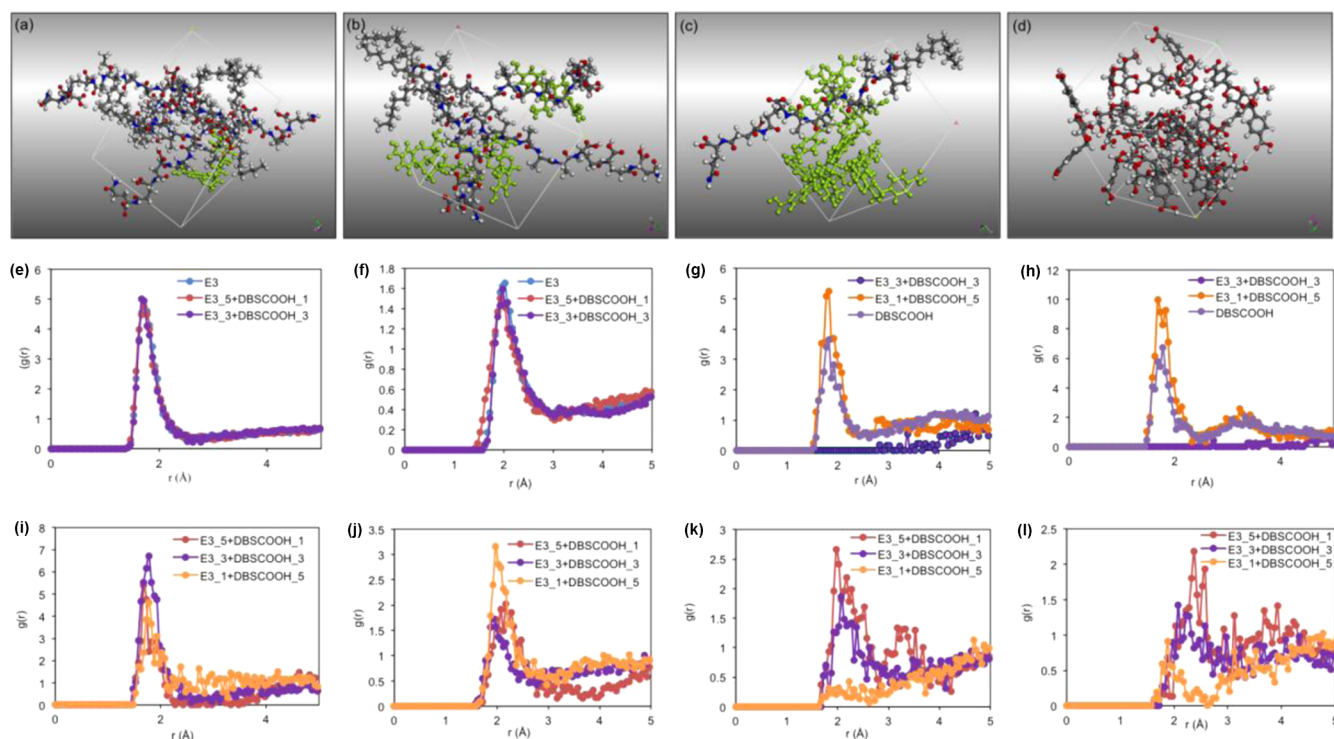 (a)
(b)
(c)
(d)
(e)
6
5
4
3
2
1
0
(g(r)
0
2
4
r (Å)
E3
E3_5+DBSCOOH_1
E3_3+DBSCOOH_3
(f)
1.8
1.6
1.4
1.2
1
0.8
0.6
0.4
0.2
0
g(r)
0
1
2
3
4
5
r (Å)
E3
E3_5+DBSCOOH_1
E3_3+DBSCOOH_3
(g)
6
5
4
3
2
1
0
g(r)
0
1
2
3
4
5
r (Å)
E3_3+DBSCOOH_3
E3_1+DBSCOOH_5
DBSCOOH
(h)
12
10
8
6
4
2
0
g(r)
0
2
4
r (Å)
E3_3+DBSCOOH_3
E3_1+DBSCOOH_5
DBSCOOH
(i)
8
7
6
5
4
3
2
1
0
g(r)
0
2
4
r (Å)
E3_5+DBSCOOH_1
E3_3+DBSCOOH_3
E3_1+DBSCOOH_5
(j)
3.5
3
2.5
2
1.5
1
0.5
0
g(r)
0
1
2
3
4
5
r (Å)
E3_5+DBSCOOH_1
E3_3+DBSCOOH_3
E3_1+DBSCOOH_5
(k)
3
2.5
2
1.5
1
0.5
0
g(r)
0
1
2
3
4
5
r (Å)
E3_5+DBSCOOH_1
E3_3+DBSCOOH_3
E3_1+DBSCOOH_5
(l)
2.5
2
1.5
1
0.5
0
g(r)
0
1
2
3
4
5
r (Å)
E3_5+DBSCOOH_1
E3_3+DBSCOOH_3
E3_1+DBSCOOH_5